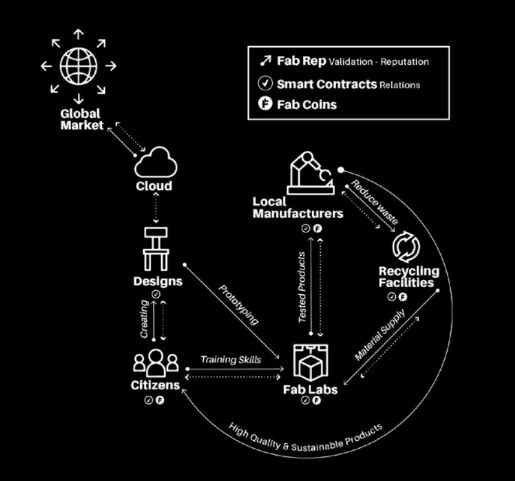 Fab Rep Validation - Reputation
Smart Contracts Relations
Fab Coins
Global
Market
Cloud
Local
Manufacturers
Reduce waste
Recycling
Facilities
Designs
Prototyping
Tested Products
Material Supply
Creating
Citizens
Training Skills
Fab Labs
High Quality & Sustainable Products